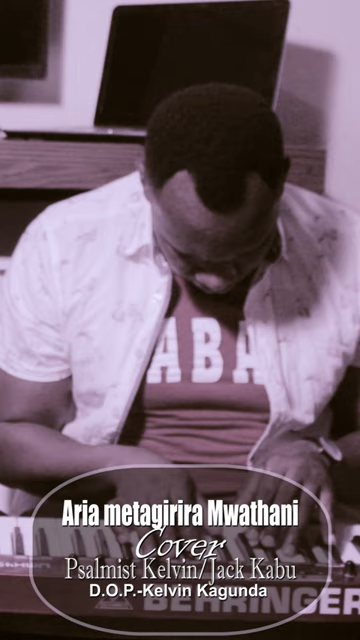 ABA
Aria metagirira Mwathani
Cover
Psalmist Kelvin/Jack Kabu
D.O.P.-Kelvin Kagunda
BEHRINGER